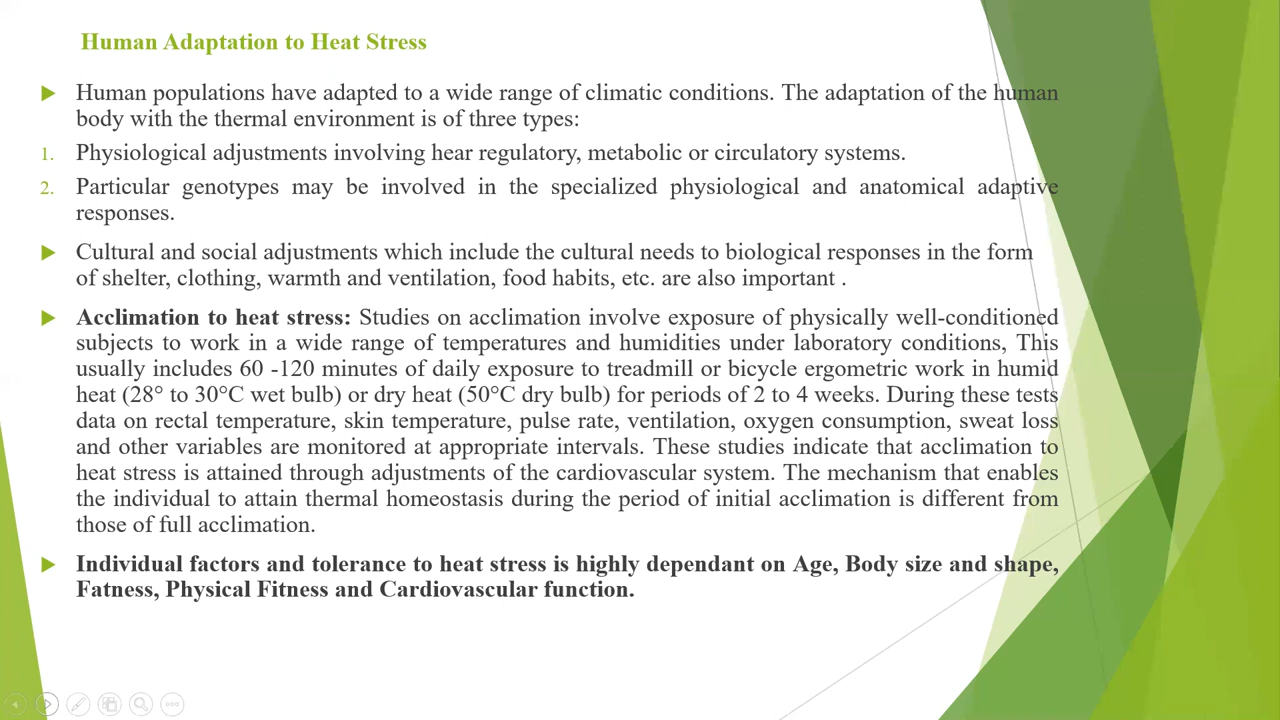 Human Adaptation to Heat Stress
Human populations have adapted to a wide range of climatic conditions. The adaptation of the human
body with the thermal environment is of three types:
1. Physiological adjustments involving hear regulatory, metabolic or circulatory systems.
2. Particular genotypes may be involved in the specialized physiological and anatomical adaptive
responses.
Cultural and social adjustments which include the cultural needs to biological responses in the form
of shelter, clothing, warmth and ventilation, food habits, etc. are also important .
Acclimation to heat stress: Studies on acclimation involve exposure of physically well-conditioned
subjects to work in a wide range of temperatures and humidities under laboratory conditions, This
usually includes 60 -120 minutes of daily exposure to treadmill or bicycle ergometric work in humid
heat (28° to 30°C wet bulb) or dry heat (50°C dry bulb) for periods of 2 to 4 weeks. During these tests
data on rectal temperature, skin temperature, pulse rate, ventilation, oxygen consumption, sweat loss
and other variables are monitored at appropriate intervals. These studies indicate that acclimation to
heat stress is attained through adjustments of the cardiovascular system. The mechanism that enables
the individual to attain thermal homeostasis during the period of initial acclimation is different from
those of full acclimation.
Individual factors and tolerance to heat stress is highly dependant on Age, Body size and shape,
Fatness, Physical Fitness and Cardiovascular function.